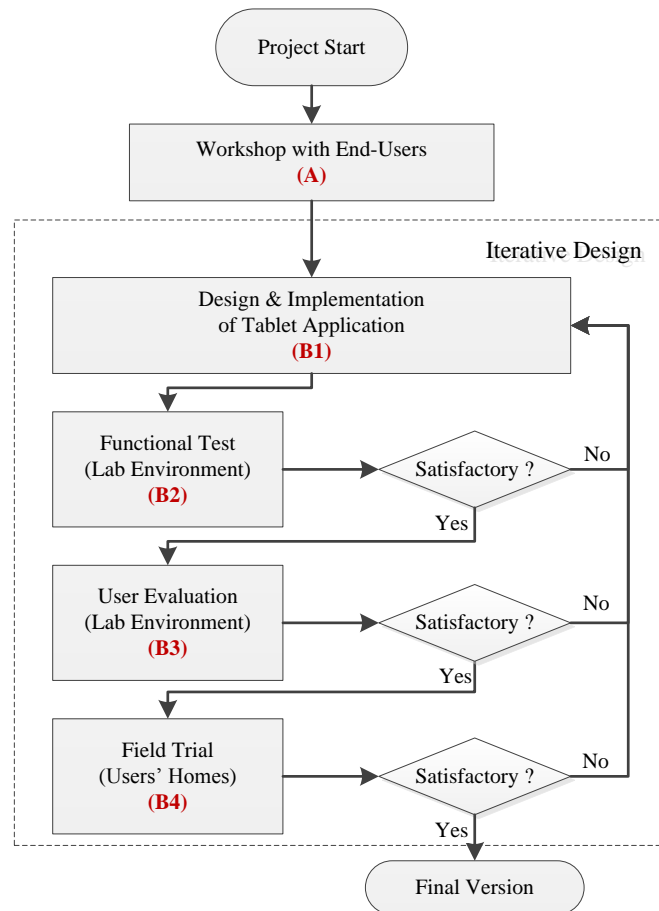 Project Start
Workshop with End-Users
(A)
Iterative Design
Design & Implementation
of Tablet Application
(B1)
Functional Test
(Lab Environment)
(B2)
Satisfactory ?
No
Yes
User Evaluation
(Lab Environment)
(B3)
Satisfactory ?
No
Yes
Field Trial
(Users’ Homes)
(B4)
Satisfactory ?
No
Yes
Final Version